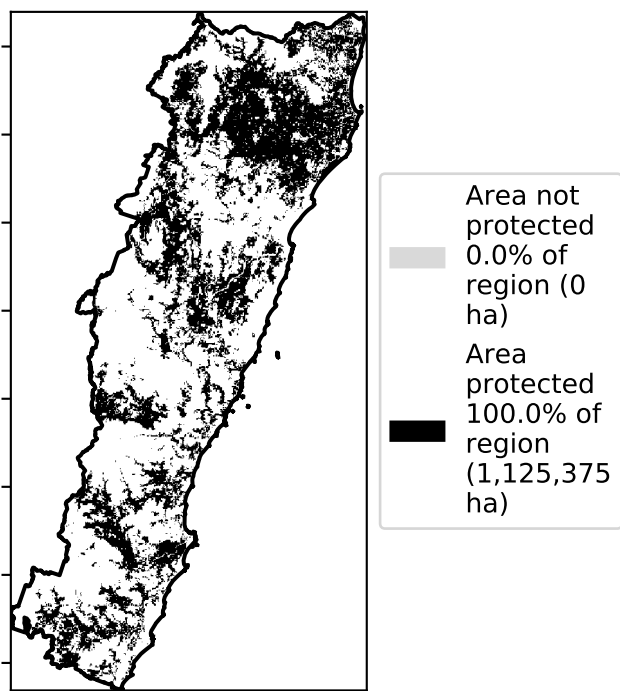 Area not
protected
0.0% of
region (0
ha)
Area
protected
100.0% of
region
(1,125,375
ha)